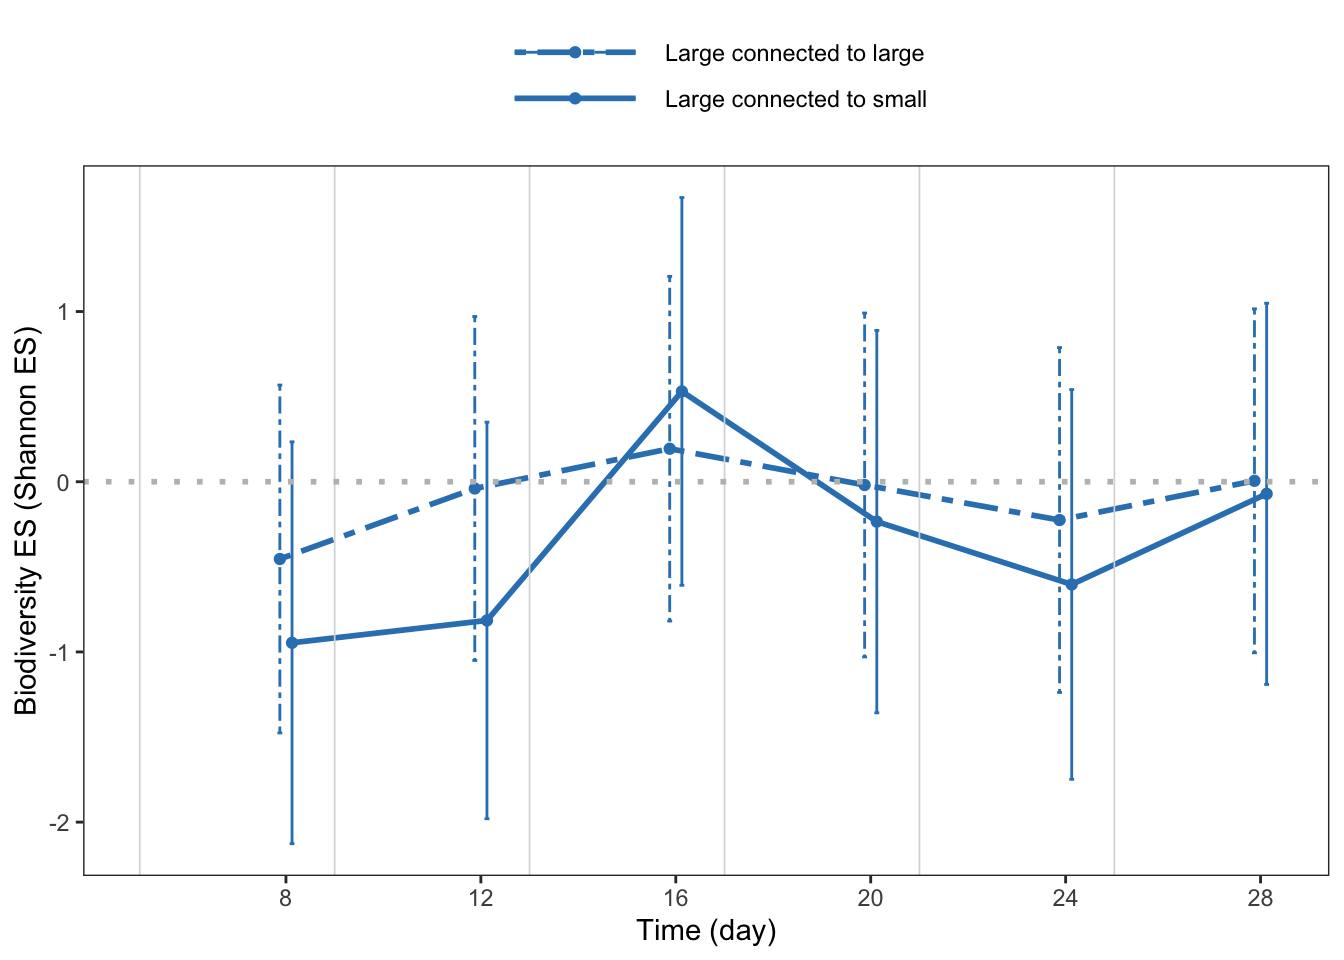 Large connected to large
Large connected to small
Biodiversity ES (Shannon ES)
1
0
-1
-2
8 12 16 20 24 28
Time (day)